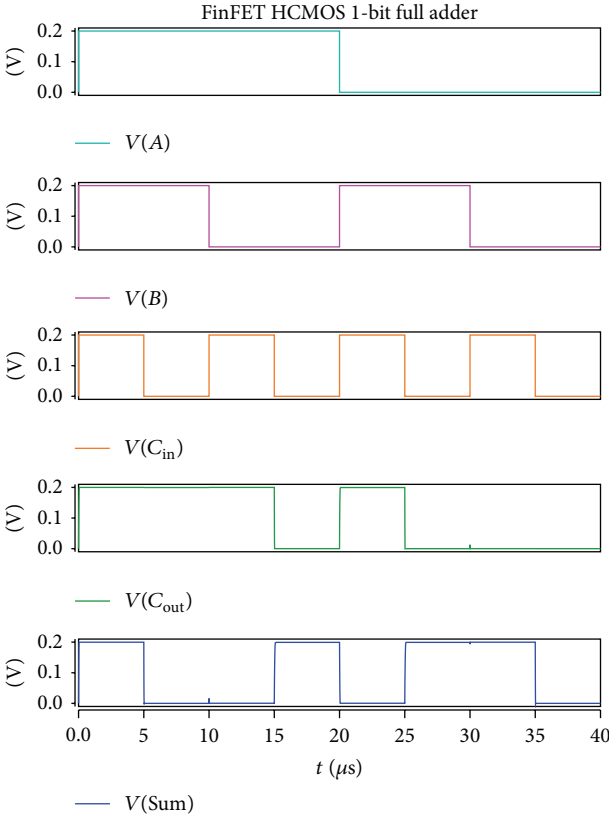 FinFET HCMOS 1-bit full adder
(V)
0.2
0.1
0.0
V(A)
(V)
0.2
0.1
0.0
V(B)
(V)
0.2
0.1
0.0
V(Cin)
(V)
0.2
0.1
0.0
V(Cout)
(V)
0.2
0.1
0.0
0.0 5 10 15 20 25 30 35 40
t (μs)
V(Sum)